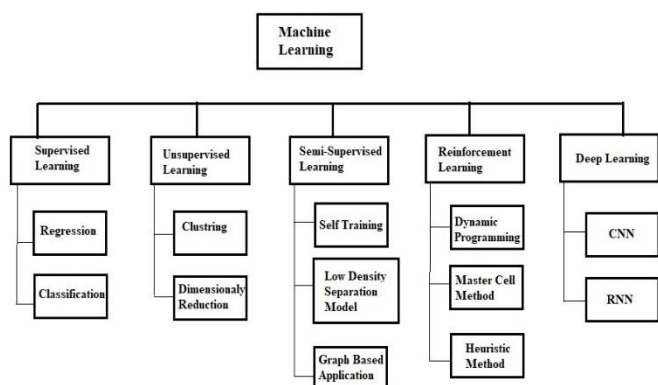 Machine
Learning
Supervised
Learning
Unsupervised
Learning
Semi-Supervised
Learning
Reinforcement
Learning
Deep Learning
Regression
Classification
Clustring
Dimensionaly
Reduction
Self Training
Low Density
Separation
Model
Graph Based
Application
Dynamic
Programming
Master Cell
Method
Heuristic
Method
CNN
RNN